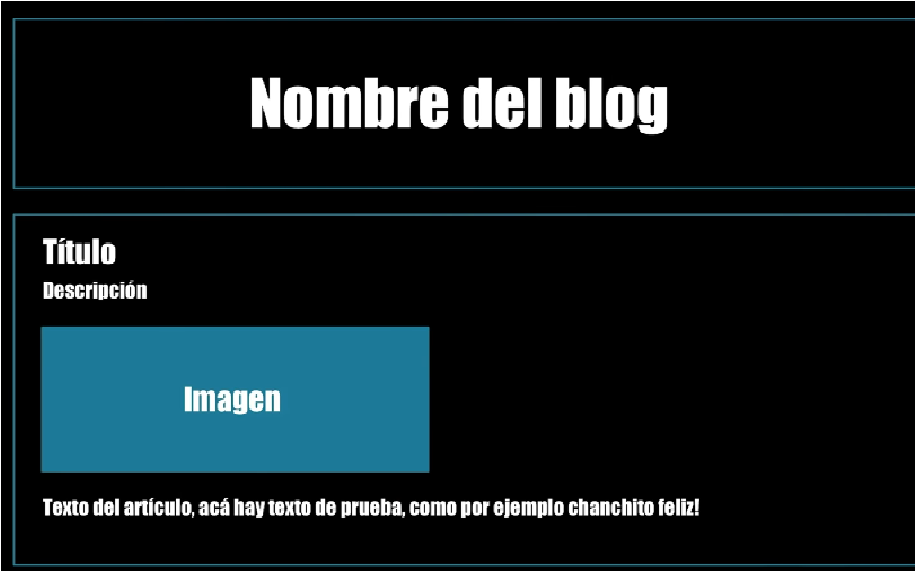 Nombre del blog
Título
Descripción
Imagen
Texto del artículo, acá hay texto de prueba, como por ejemplo chanchito feliz!